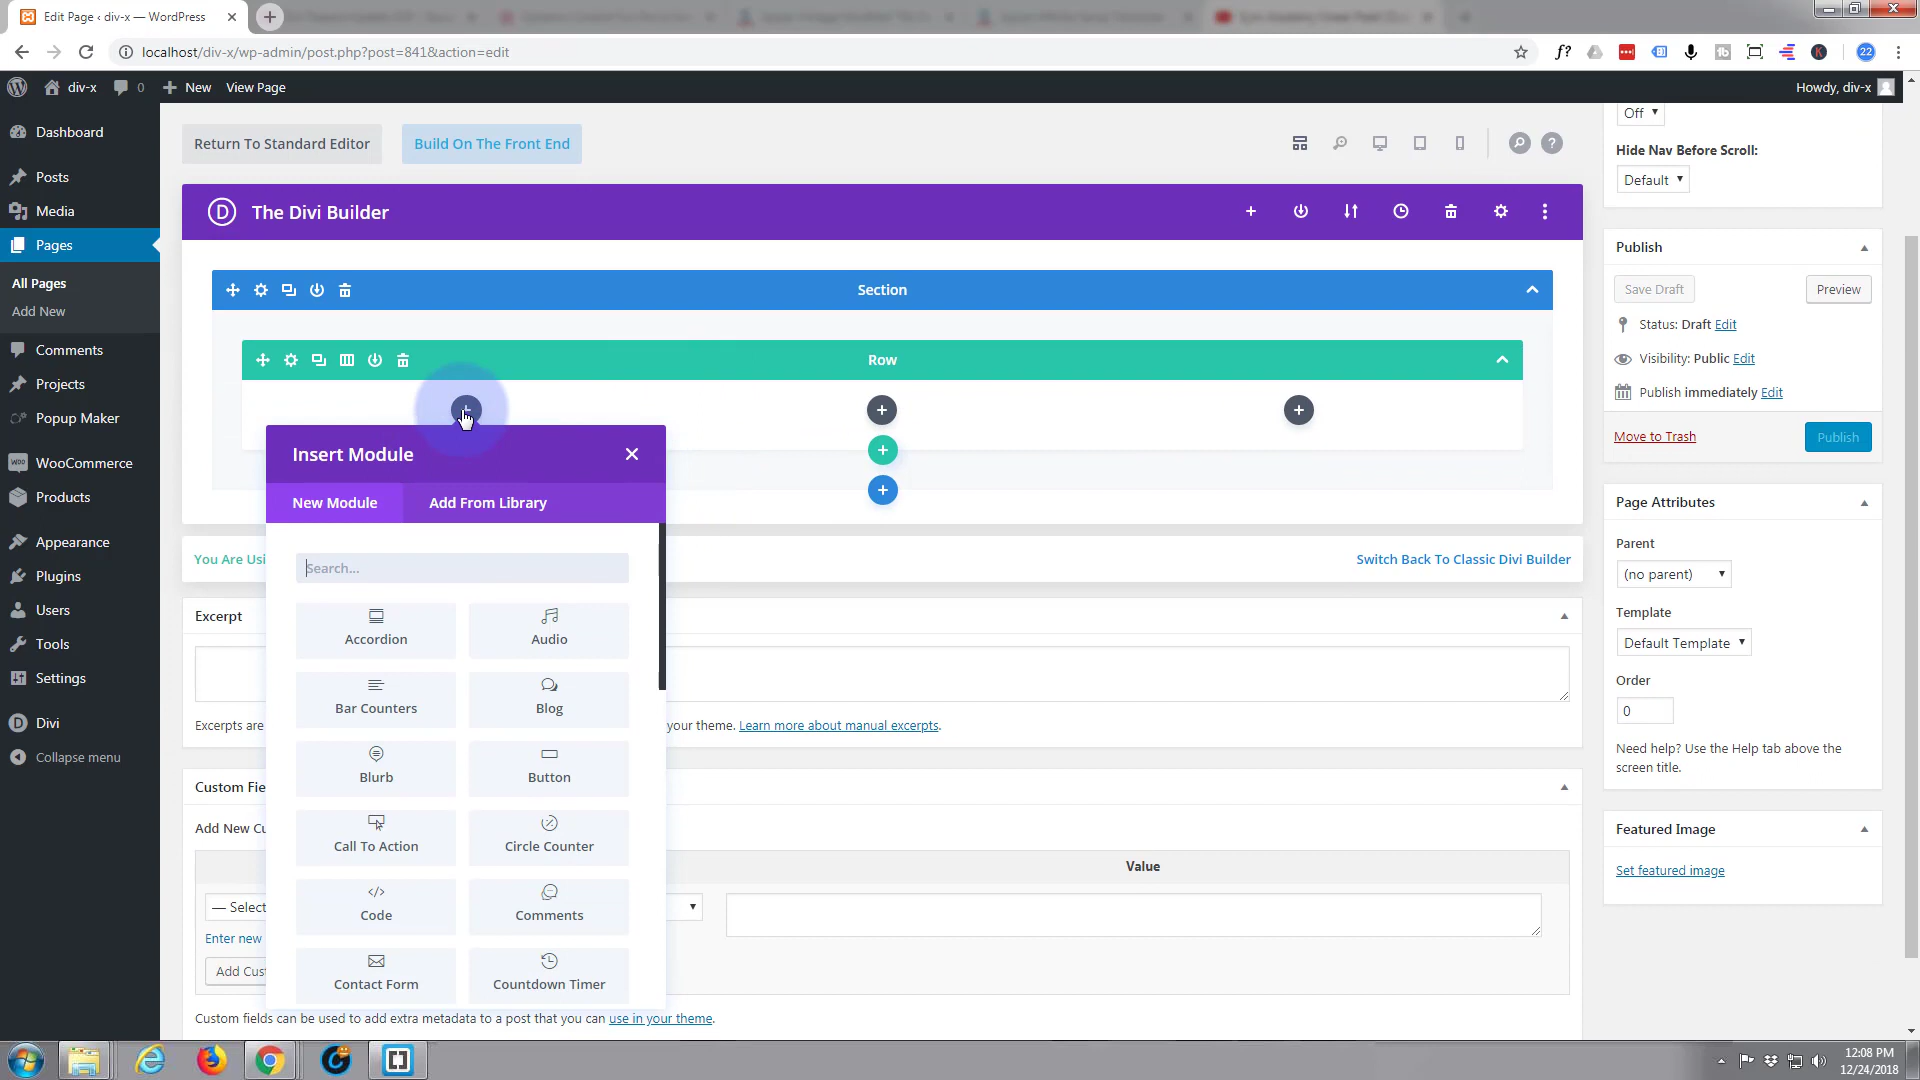 Edit Page ‹ div-x — WordPress
localhost/div-x/wp-admin/post.php?post=841&action=edit
f?
22
div-x
0
New
View Page
Howdy, div-x
Dashboard
Posts
Media
Pages
All Pages
Add New
Comments
Projects
Popup Maker
WooCommerce
Products
Appearance
Plugins
Users
Tools
Settings
Divi
Collapse menu
Return To Standard Editor
Build On The Front End
The Divi Builder
Section
Row
Insert Module
New Module
Add From Library
Search...
Accordion
Audio
Bar Counters
Blog
Blurb
Button
Call To Action
Circle Counter
Code
Comments
Contact Form
Countdown Timer
You Are Usi
Switch Back To Classic Divi Builder
Excerpt
Excerpts are
your theme. Learn more about manual excerpts.
Custom Fie
Add New Cu
Value
— Select
Enter new
Add Cust
Custom fields can be used to add extra metadata to a post that you can use in your theme.
Off
Hide Nav Before Scroll:
Default
Publish
Save Draft
Preview
Status: Draft Edit
Visibility: Public Edit
Publish immediately Edit
Move to Trash
Publish
Page Attributes
Parent
(no parent)
Template
Default Template
Order
0
Need help? Use the Help tab above the
screen title.
Featured Image
Set featured image
12:08 PM
12/24/2018